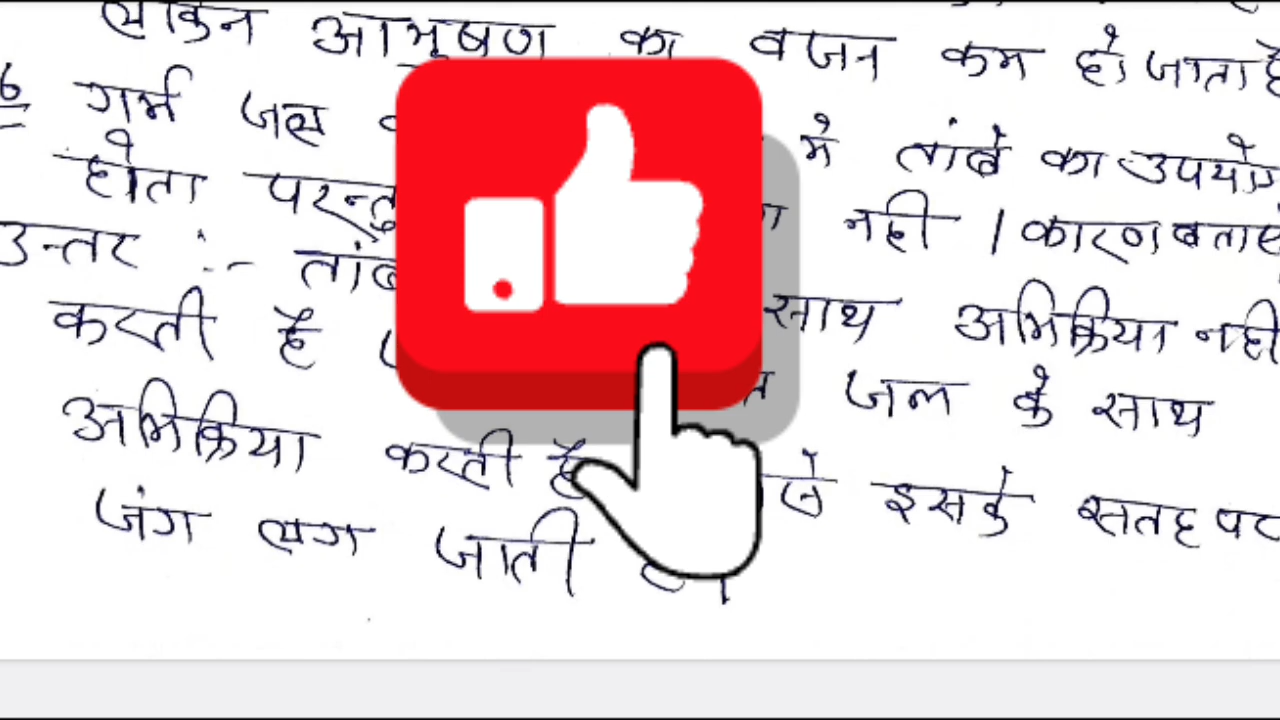 लेकिन आभूषण का वजन कम हो जाता है
गर्म जल में तांबे का उपयोग
होता परन्तु नही । कारण बताए
उत्तर :-
करती है साथ अभिक्रिया नही
जल के साथ
अभिक्रिया करती है इसके सतह पर
जंग लग जाती है।